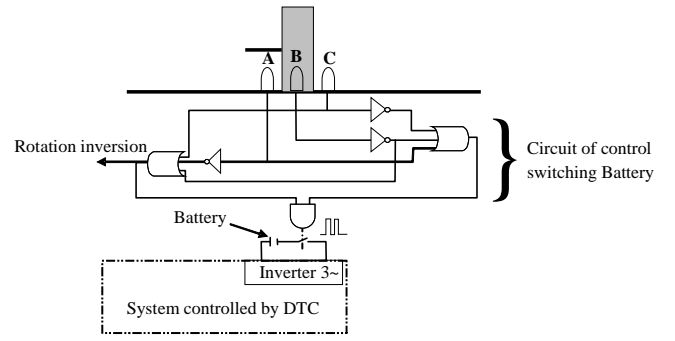 A B C
Rotation inversion
Circuit of control
switching Battery
Battery
Inverter 3~
System controlled by DTC